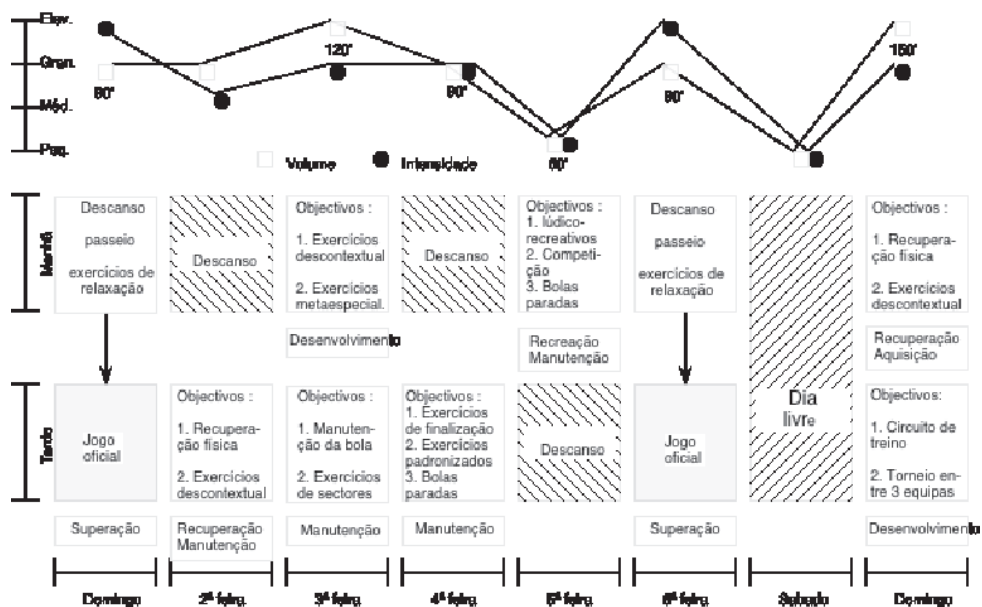 Elev.
Gran.
Méd.
Peq.
90'
120'
90'
60'
90'
150'
Volume
Intensidade
Manhã
Descanso
passeio
exercícios de
relaxação
Descanso
Objectivos :
1. Exercícios
descontextual
2. Exercícios
metaespecial.
Desenvolvimento
Descanso
Objectivos :
1. lúdico-
recreativos
2. Competi-
ção
3. Bolas
paradas
Recreação
Manutenção
Descanso
passeio
exercícios de
relaxação
Objectivos :
1. Recupera-
ção física
2. Exercícios
descontextual
Recuperação
Aquisição
Tarde
Jogo
oficial
Objectivos :
1. Recupera-
ção física
2. Exercícios
descontextual
Objectivos :
1. Manuten-
ção da bola
2. Exercícios
de sectores
Objectivos :
1. Exercícios
de finalização
2. Exercícios
padronizados
3. Bolas
paradas
Descanso
Jogo
oficial
Dia
livre
Objectivos:
1. Circuito de
treino
2. Torneio en-
tre 3 equipas
Superação
Recuperação
Manutenção
Manutenção
Manutenção
Superação
Desenvolvimento
Domingo
2ª feira
3ª feira
4ª feira
5ª feira
6ª feira
Sabado
Domingo